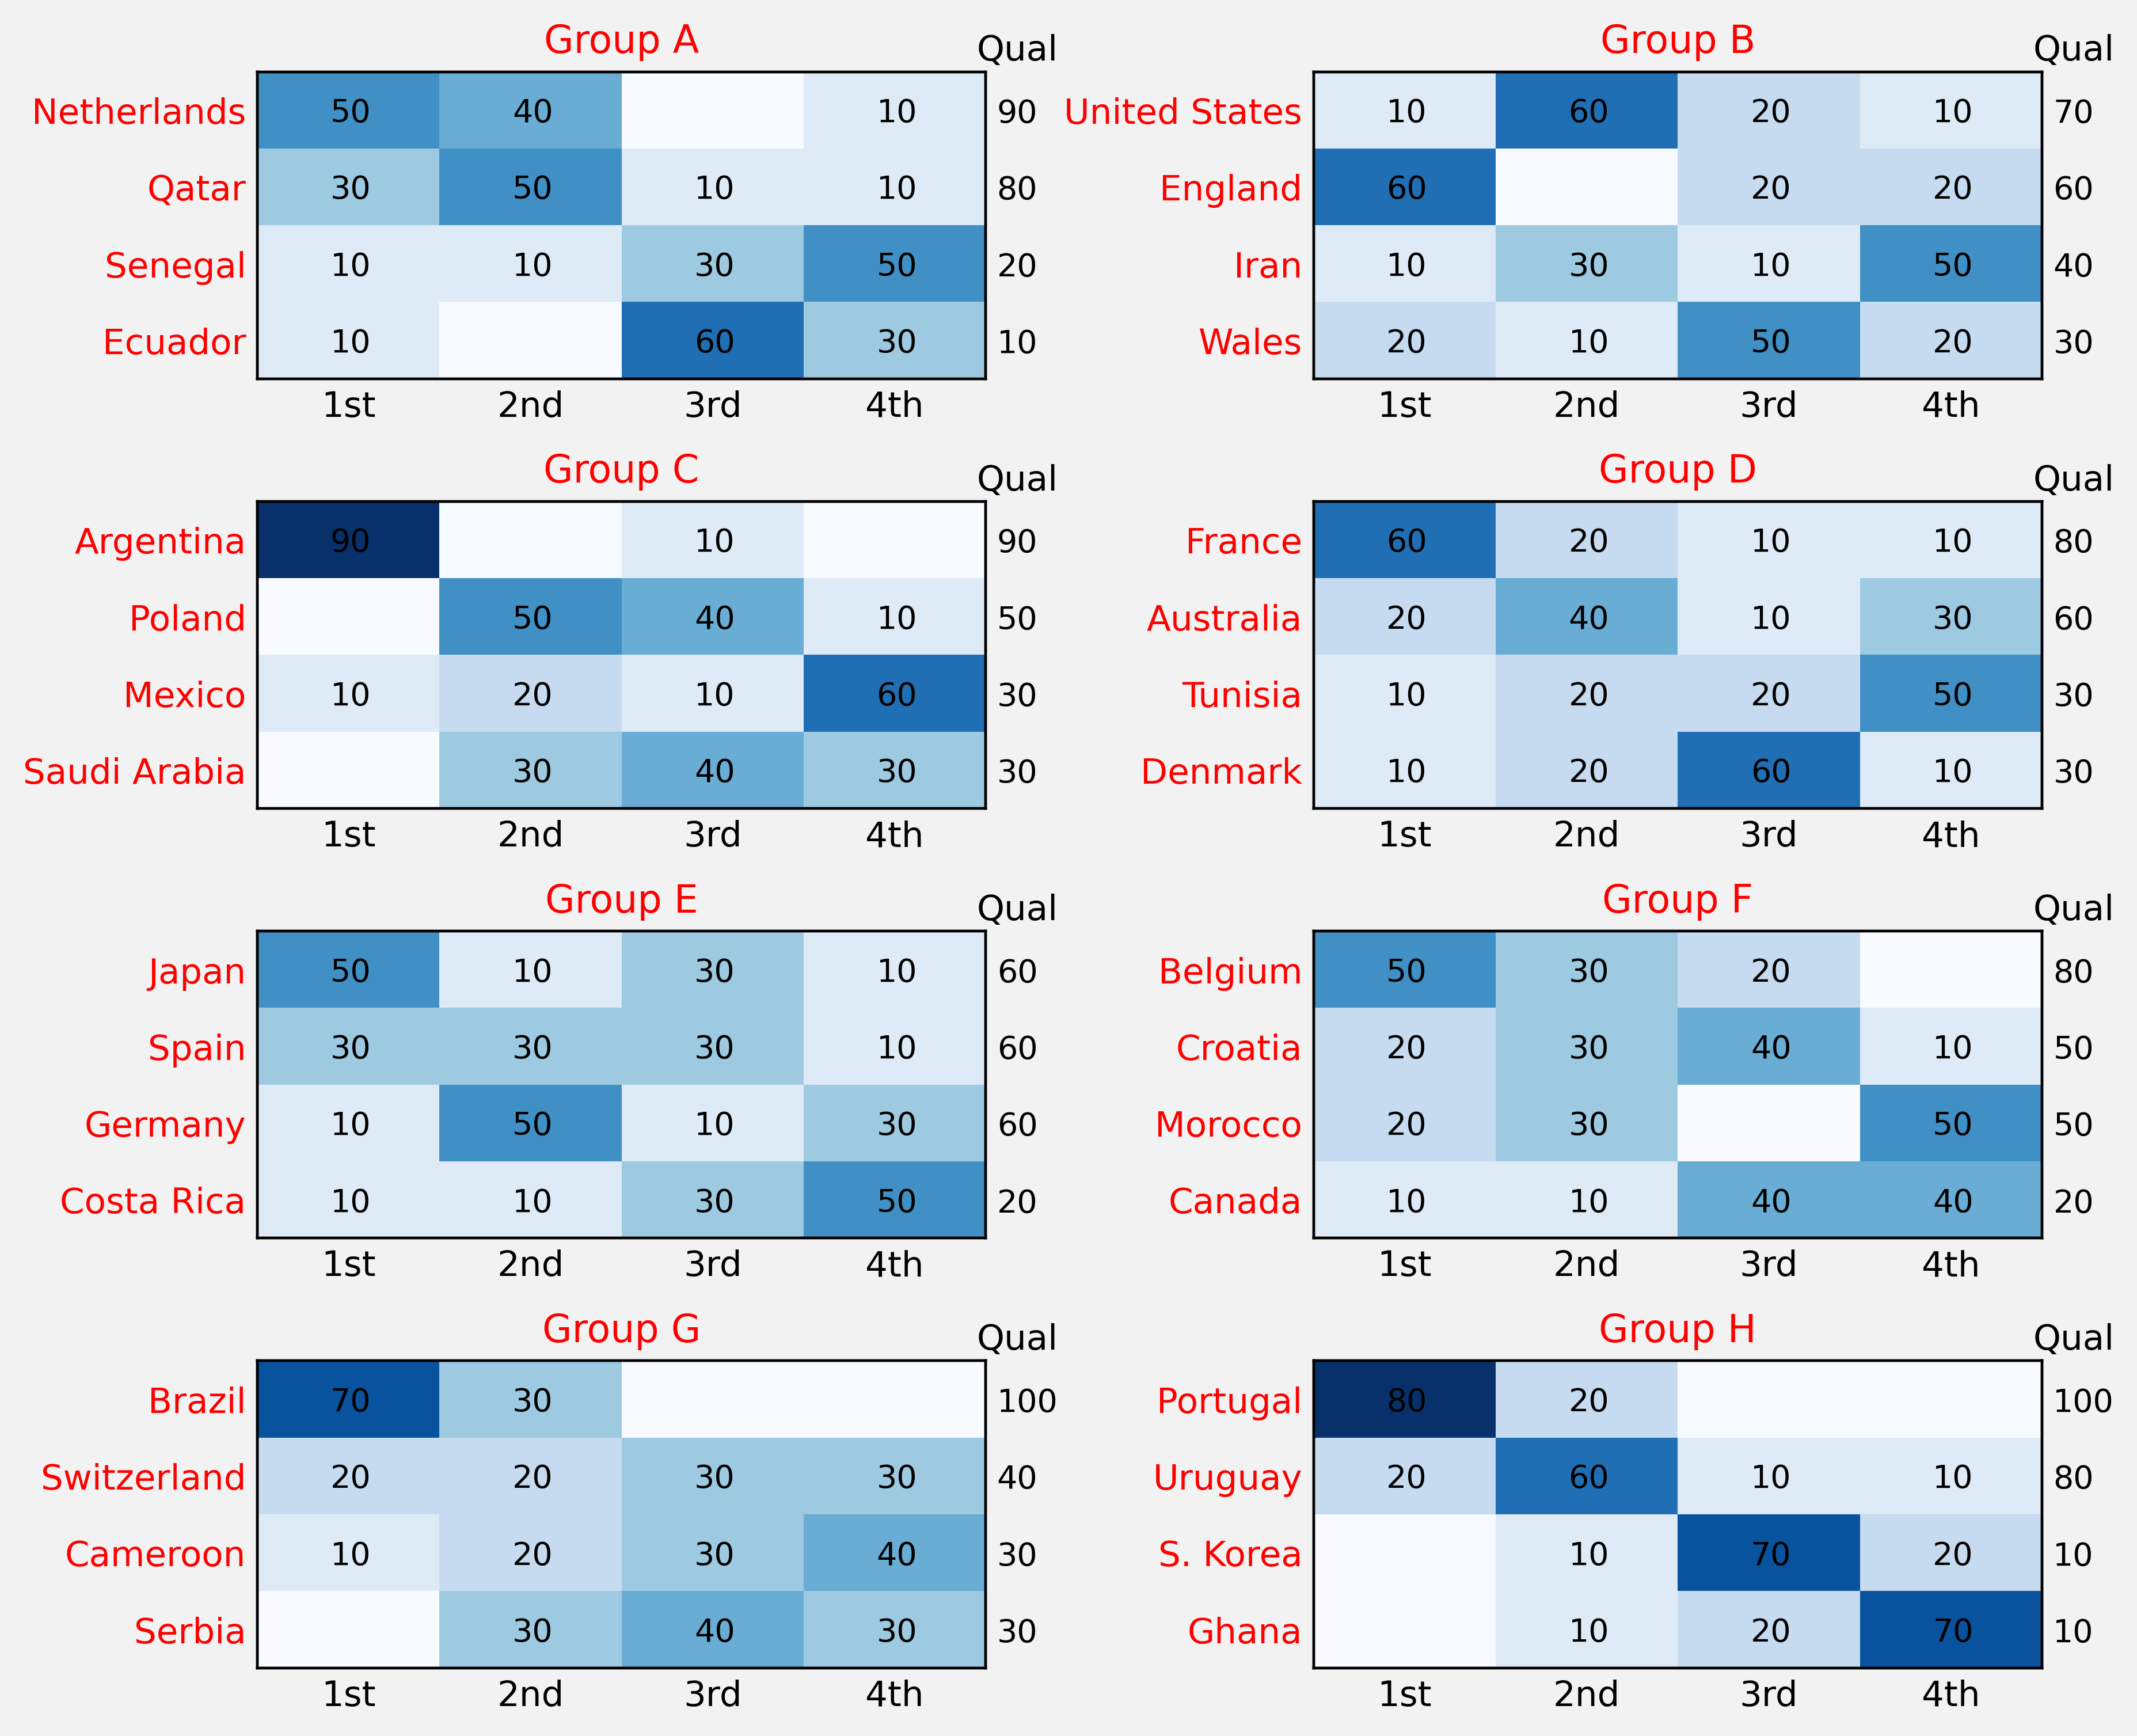 Group A
Qual
Netherlands 50 40 10 90
Qatar 30 50 10 10 80
Senegal 10 10 30 50 20
Ecuador 10 60 30 10
1st 2nd 3rd 4th
Group B
Qual
United States 10 60 20 10 70
England 60 20 20 60
Iran 10 30 10 50 40
Wales 20 10 50 20 30
1st 2nd 3rd 4th
Group C
Qual
Argentina 90 10 90
Poland 50 40 10 50
Mexico 10 20 10 60 30
Saudi Arabia 30 40 30 30
1st 2nd 3rd 4th
Group D
Qual
France 60 20 10 10 80
Australia 20 40 10 30 60
Tunisia 10 20 20 50 30
Denmark 10 20 60 10 30
1st 2nd 3rd 4th
Group E
Qual
Japan 50 10 30 10 60
Spain 30 30 30 10 60
Germany 10 50 10 30 60
Costa Rica 10 10 30 50 20
1st 2nd 3rd 4th
Group F
Qual
Belgium 50 30 20 80
Croatia 20 30 40 10 50
Morocco 20 30 50 50
Canada 10 10 40 40 20
1st 2nd 3rd 4th
Group G
Qual
Brazil 70 30 100
Switzerland 20 20 30 30 40
Cameroon 10 20 30 40 30
Serbia 30 40 30 30
1st 2nd 3rd 4th
Group H
Qual
Portugal 80 20 100
Uruguay 20 60 10 10 80
S. Korea 10 70 20 10
Ghana 10 20 70 10
1st 2nd 3rd 4th